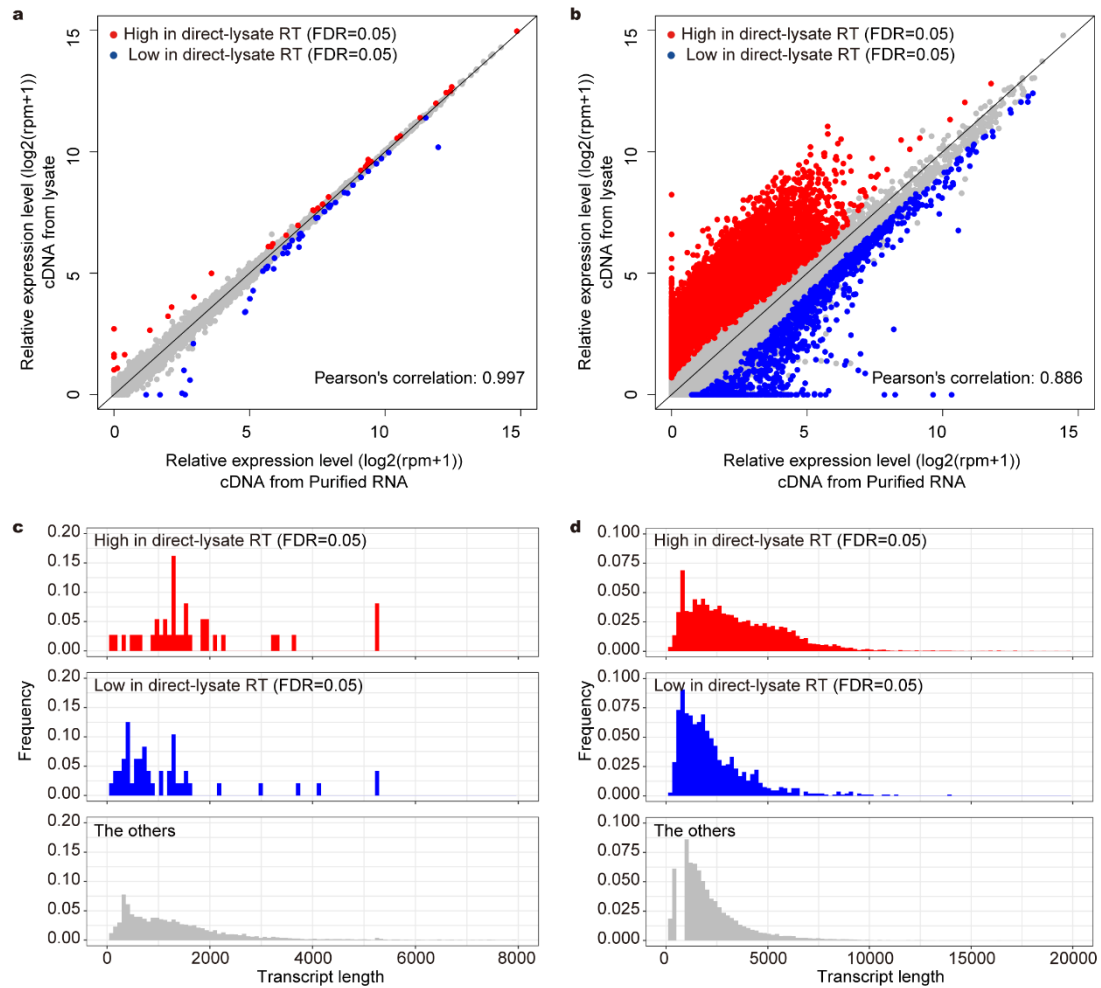 a
High in direct-lysate RT (FDR=0.05)
Low in direct-lysate RT (FDR=0.05)
15
10
5
0
Relative expression level (log2(rpm+1))
cDNA from lysate
Pearson's correlation: 0.997
0
5
10
15
Relative expression level (log2(rpm+1))
cDNA from Purified RNA
b
High in direct-lysate RT (FDR=0.05)
Low in direct-lysate RT (FDR=0.05)
15
10
5
0
Relative expression level (log2(rpm+1))
cDNA from lysate
Pearson's correlation: 0.886
0
5
10
15
Relative expression level (log2(rpm+1))
cDNA from Purified RNA
c
0.20
0.15
0.10
0.05
0.00
High in direct-lysate RT (FDR=0.05)
0.20
0.15
0.10
0.05
0.00
Low in direct-lysate RT (FDR=0.05)
Frequency
0.20
0.15
0.10
0.05
0.00
The others
0
2000
4000
6000
8000
Transcript length
d
0.100
0.075
0.050
0.025
0.000
High in direct-lysate RT (FDR=0.05)
0.100
0.075
0.050
0.025
0.000
Low in direct-lysate RT (FDR=0.05)
Frequency
0.100
0.075
0.050
0.025
0.000
The others
0
5000
10000
15000
20000
Transcript length